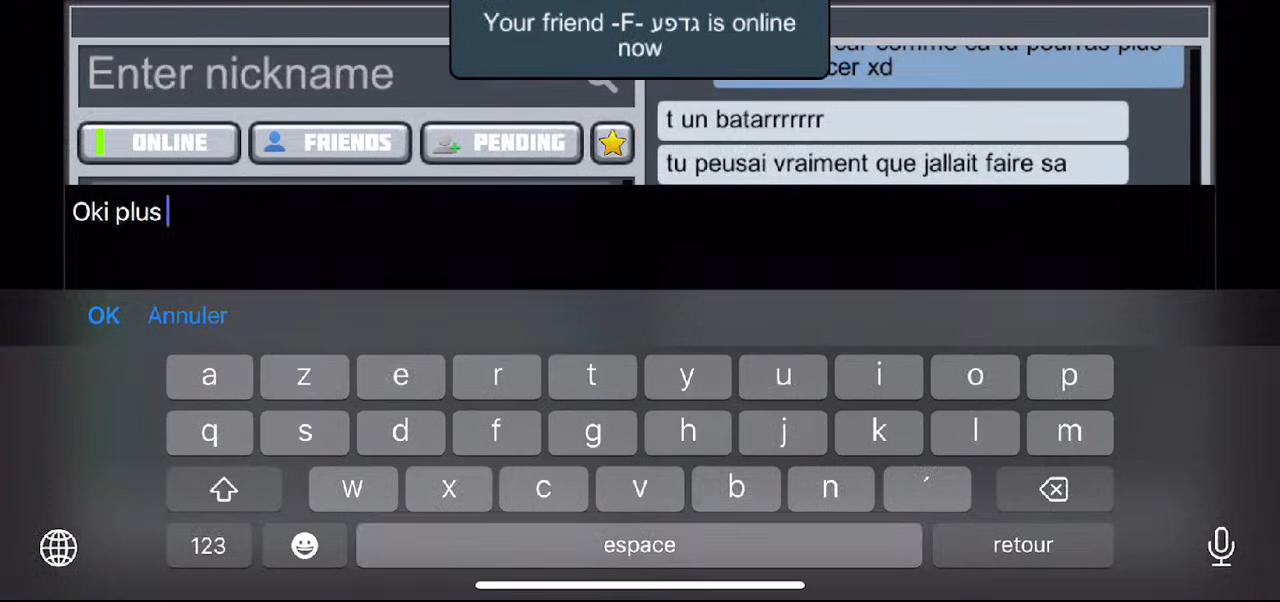 Your friend -F- גדפע is online
now
Enter nickname
cer xd
ONLINE
FRIENDS
PENDING
t un batarrrrrrr
tu peusai vraiment que jallait faire sa
Oki plus
OK
Annuler
a z e r t y u i o p
q s d f g h j k l m
w x c v b n ´
123
espace
retour